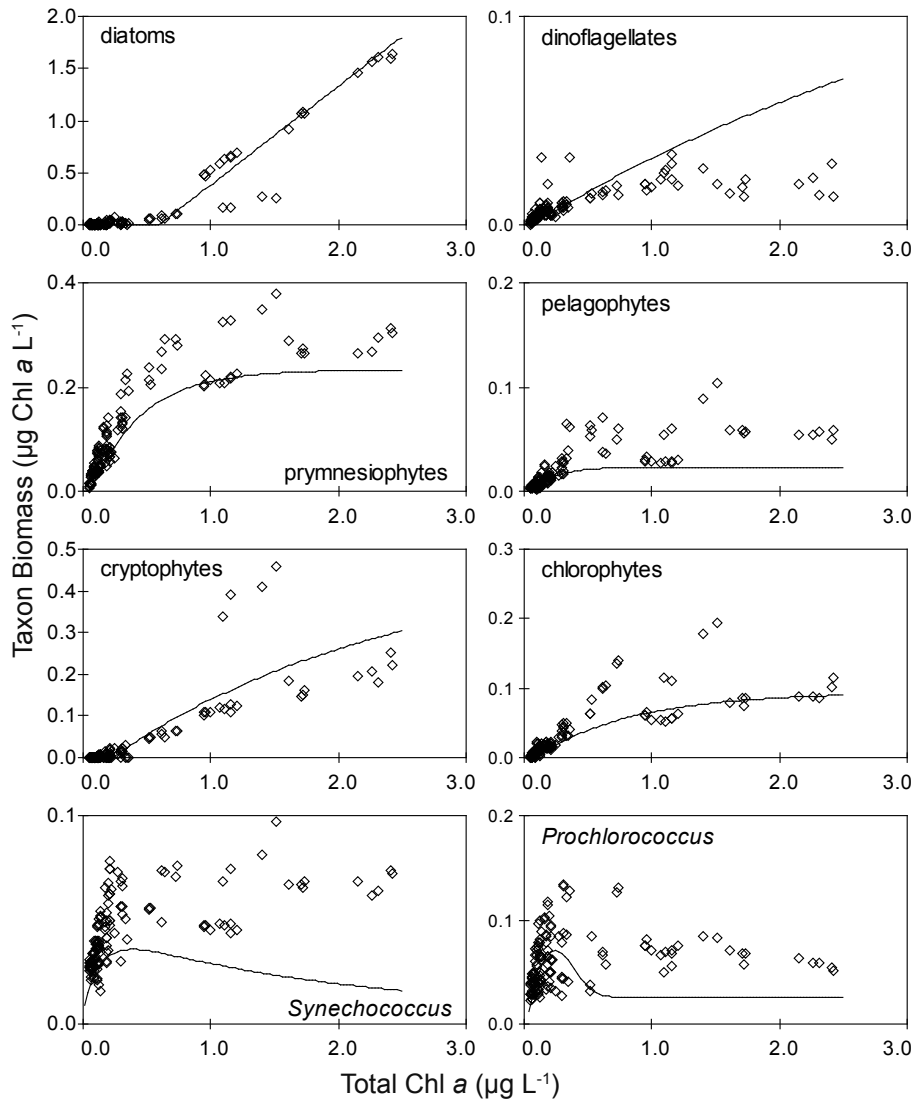 2.0
1.5
1.0
0.5
0.0
diatoms
0.0 1.0 2.0 3.0
0.1
0.0
dinoflagellates
0.0 1.0 2.0 3.0
0.4
0.2
0.0
prymnesiophytes
0.0 1.0 2.0 3.0
0.2
0.1
0.0
pelagophytes
0.0 1.0 2.0 3.0
Taxon Biomass (µg Chl a L⁻¹)
0.5
0.4
0.3
0.2
0.1
0.0
cryptophytes
0.0 1.0 2.0 3.0
0.3
0.2
0.1
0.0
chlorophytes
0.0 1.0 2.0 3.0
0.1
0.0
Synechococcus
0.0 1.0 2.0 3.0
0.2
0.1
0.0
Prochlorococcus
0.0 1.0 2.0 3.0
Total Chl a (µg L⁻¹)